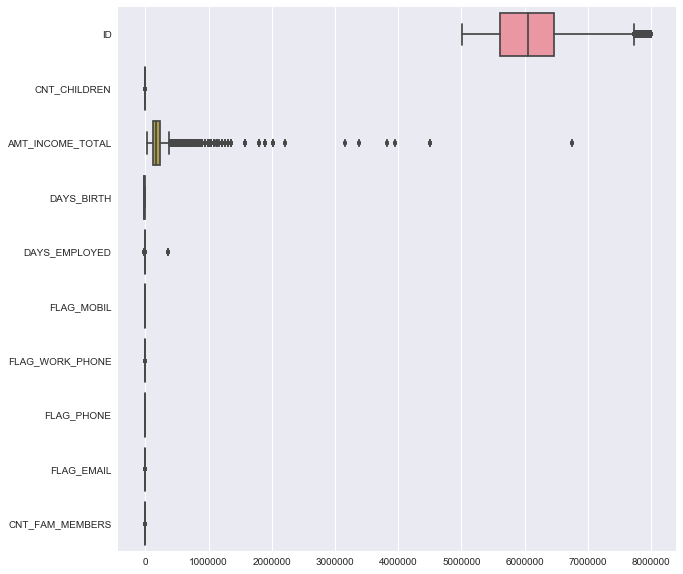 ID
CNT_CHILDREN
AMT_INCOME_TOTAL
DAYS_BIRTH
DAYS_EMPLOYED
FLAG_MOBIL
FLAG_WORK_PHONE
FLAG_PHONE
FLAG_EMAIL
CNT_FAM_MEMBERS
0 1000000 2000000 3000000 4000000 5000000 6000000 7000000 8000000